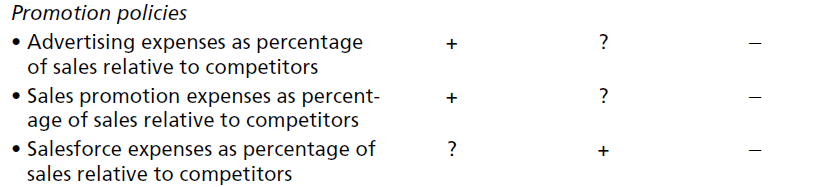 Promotion policies
• Advertising expenses as percentage + ? –
of sales relative to competitors
• Sales promotion expenses as percent- + ? –
age of sales relative to competitors
• Salesforce expenses as percentage of ? + –
sales relative to competitors